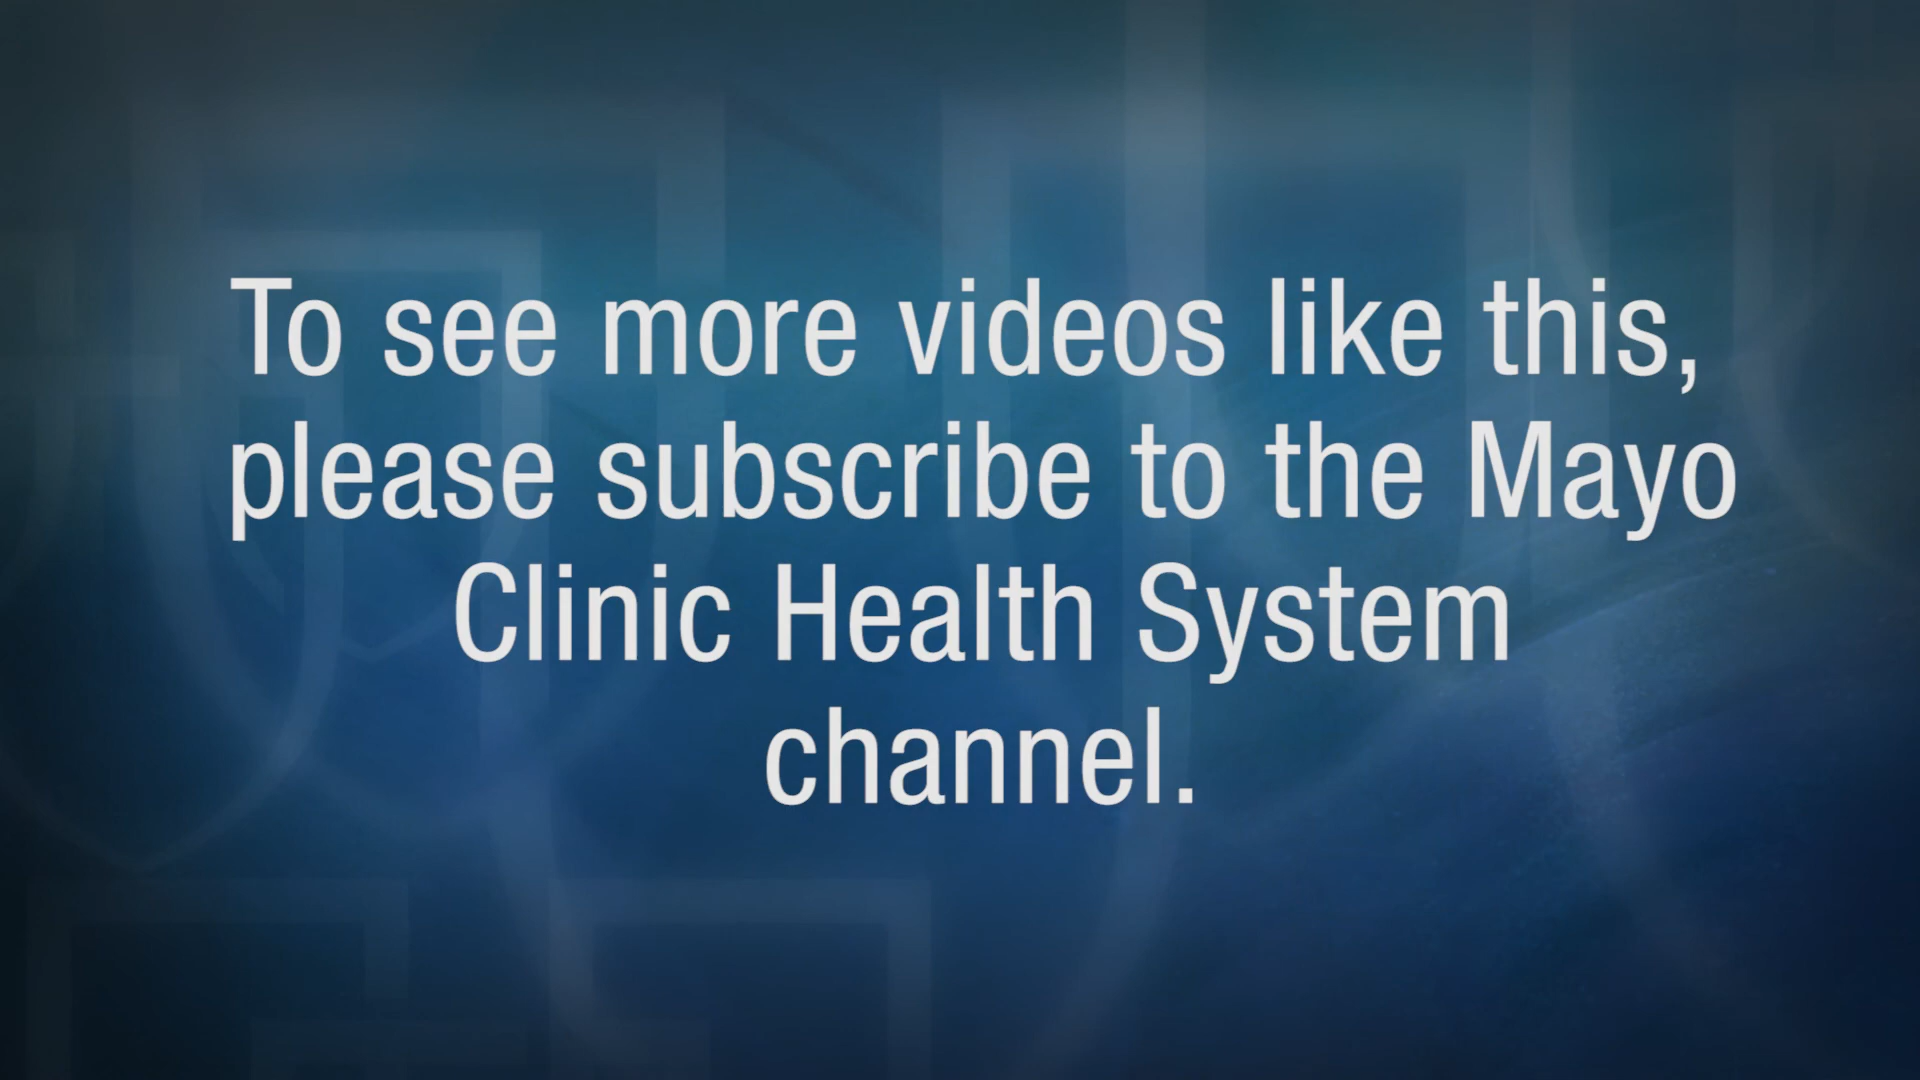 To see more videos like this,
please subscribe to the Mayo
Clinic Health System
channel.